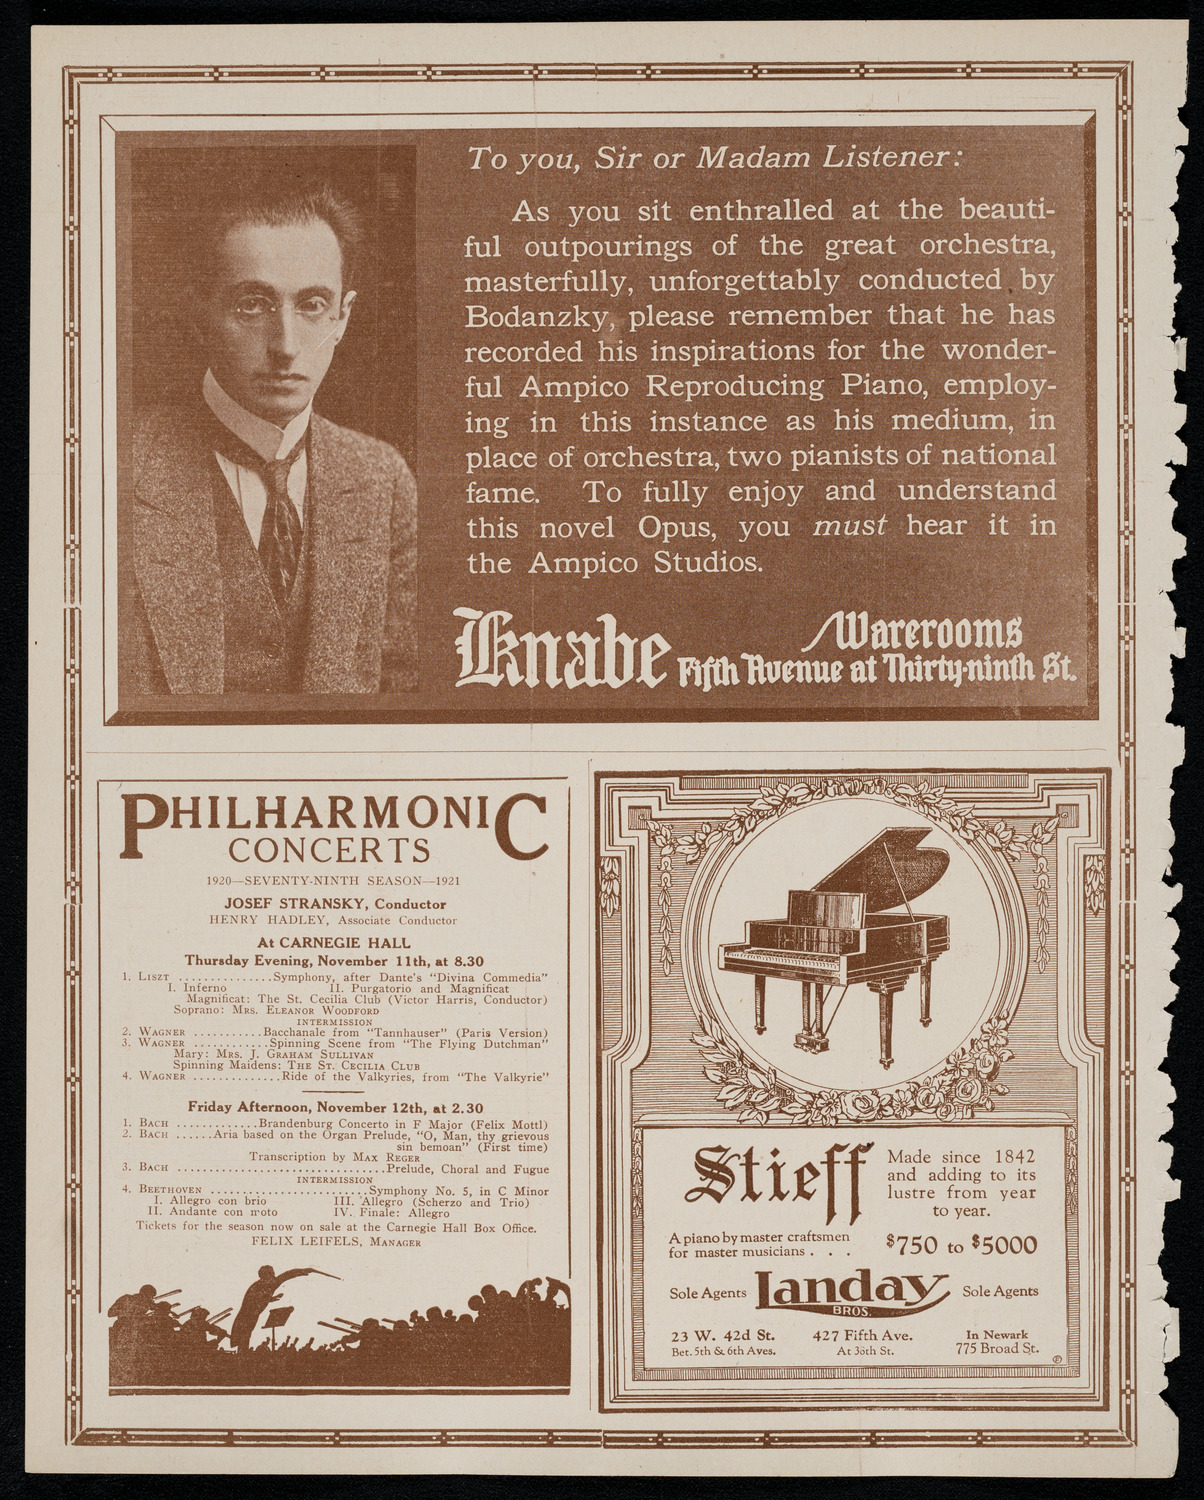 To you, Sir or Madam Listener:
As you sit enthralled at the beauti-
ful outpourings of the great orchestra,
masterfully, unforgettably conducted by
Bodanzky, please remember that he has
recorded his inspirations for the wonder-
ful Ampico Reproducing Piano, employ-
ing in this instance as his medium, in
place of orchestra, two pianists of national
fame. To fully enjoy and understand
this novel Opus, you must hear it in
the Ampico Studios.
Knabe Warerooms
Fifth Avenue at Thirty-ninth St.
PHILHARMONIC
CONCERTS
1920—SEVENTY-NINTH SEASON—1921
JOSEF STRANSKY, Conductor
HENRY HADLEY, Associate Conductor
At CARNEGIE HALL
Thursday Evening, November 11th, at 8.30
1. LISZT ...............Symphony, after Dante's "Divina Commedia"
I. Inferno II. Purgatorio and Magnificat
Magnificat: The St. Cecilia Club (Victor Harris, Conductor)
Soprano: MRS. ELEANOR WOODFORD
INTERMISSION
2. WAGNER ...........Bacchanale from "Tannhauser" (Paris Version)
3. WAGNER ............Spinning Scene from "The Flying Dutchman"
Mary: MRS. J. GRAHAM SULLIVAN
Spinning Maidens: THE ST. CECILIA CLUB
4. WAGNER .............Ride of the Valkyries, from "The Valkyrie"
Friday Afternoon, November 12th, at 2.30
1. BACH .............Brandenburg Concerto in F Major (Felix Mottl)
2. BACH ......Aria based on the Organ Prelude, "O, Man, thy grievous
sin bemoan" (First time)
Transcription by MAX REGER
3. BACH .................................Prelude, Choral and Fugue
INTERMISSION
4. BEETHOVEN .........................Symphony No. 5, in C Minor
I. Allegro con brio III. Allegro (Scherzo and Trio)
II. Andante con moto IV. Finale: Allegro
Tickets for the season now on sale at the Carnegie Hall Box Office.
FELIX LEIFELS, MANAGER
Stieff
Made since 1842
and adding to its
lustre from year
to year.
A piano by master craftsmen
for master musicians . . .
$750 to $5000
Sole Agents Landay Sole Agents
BROS.
23 W. 42d St. 427 Fifth Ave. In Newark
Bet. 5th & 6th Aves. At 38th St. 775 Broad St.